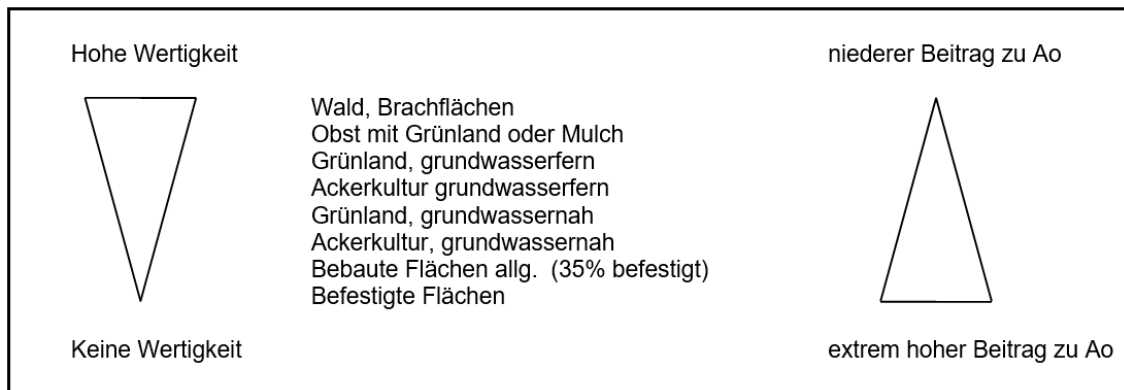 Hohe Wertigkeit
niederer Beitrag zu Ao
Wald, Brachflächen
Obst mit Grünland oder Mulch
Grünland, grundwasserfern
Ackerkultur grundwasserfern
Grünland, grundwassernah
Ackerkultur, grundwassernah
Bebaute Flächen allg. (35% befestigt)
Befestigte Flächen
Keine Wertigkeit
extrem hoher Beitrag zu Ao